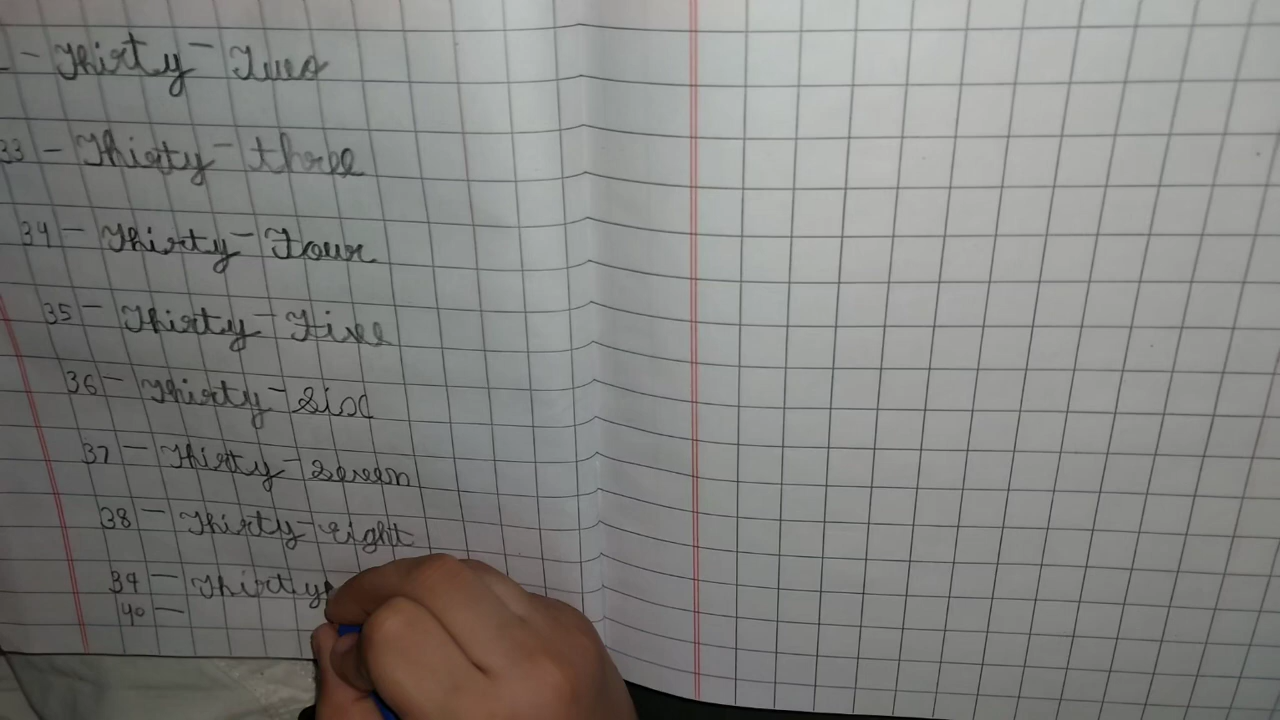 - Thirty-Two
33 - Thirty-three
34 - Thirty-Four
35 - Thirty-Five
36 - Thirty-Six
37 - Thirty-Seven
38 - Thirty-eight
39 - Thirty
40 -